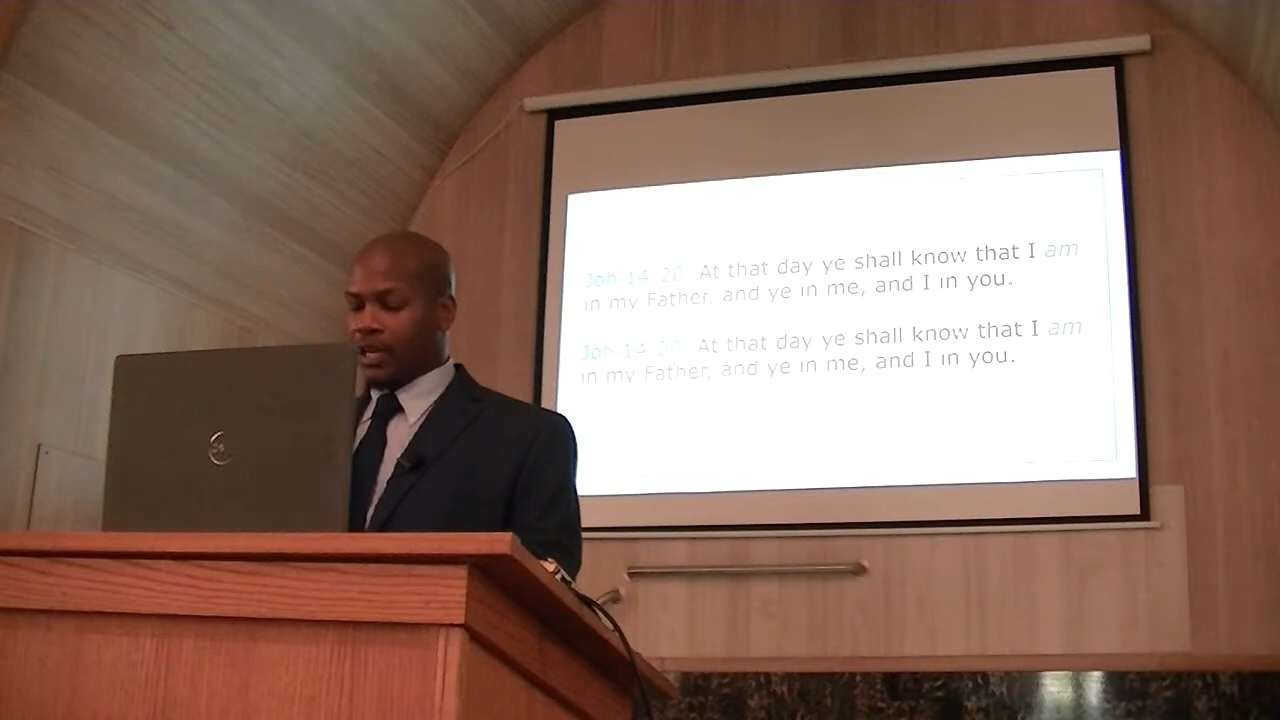 Joh 14:20 At that day ye shall know that I am
in my Father, and ye in me, and I in you.
Joh 14:20 At that day ye shall know that I am
in my Father, and ye in me, and I in you.